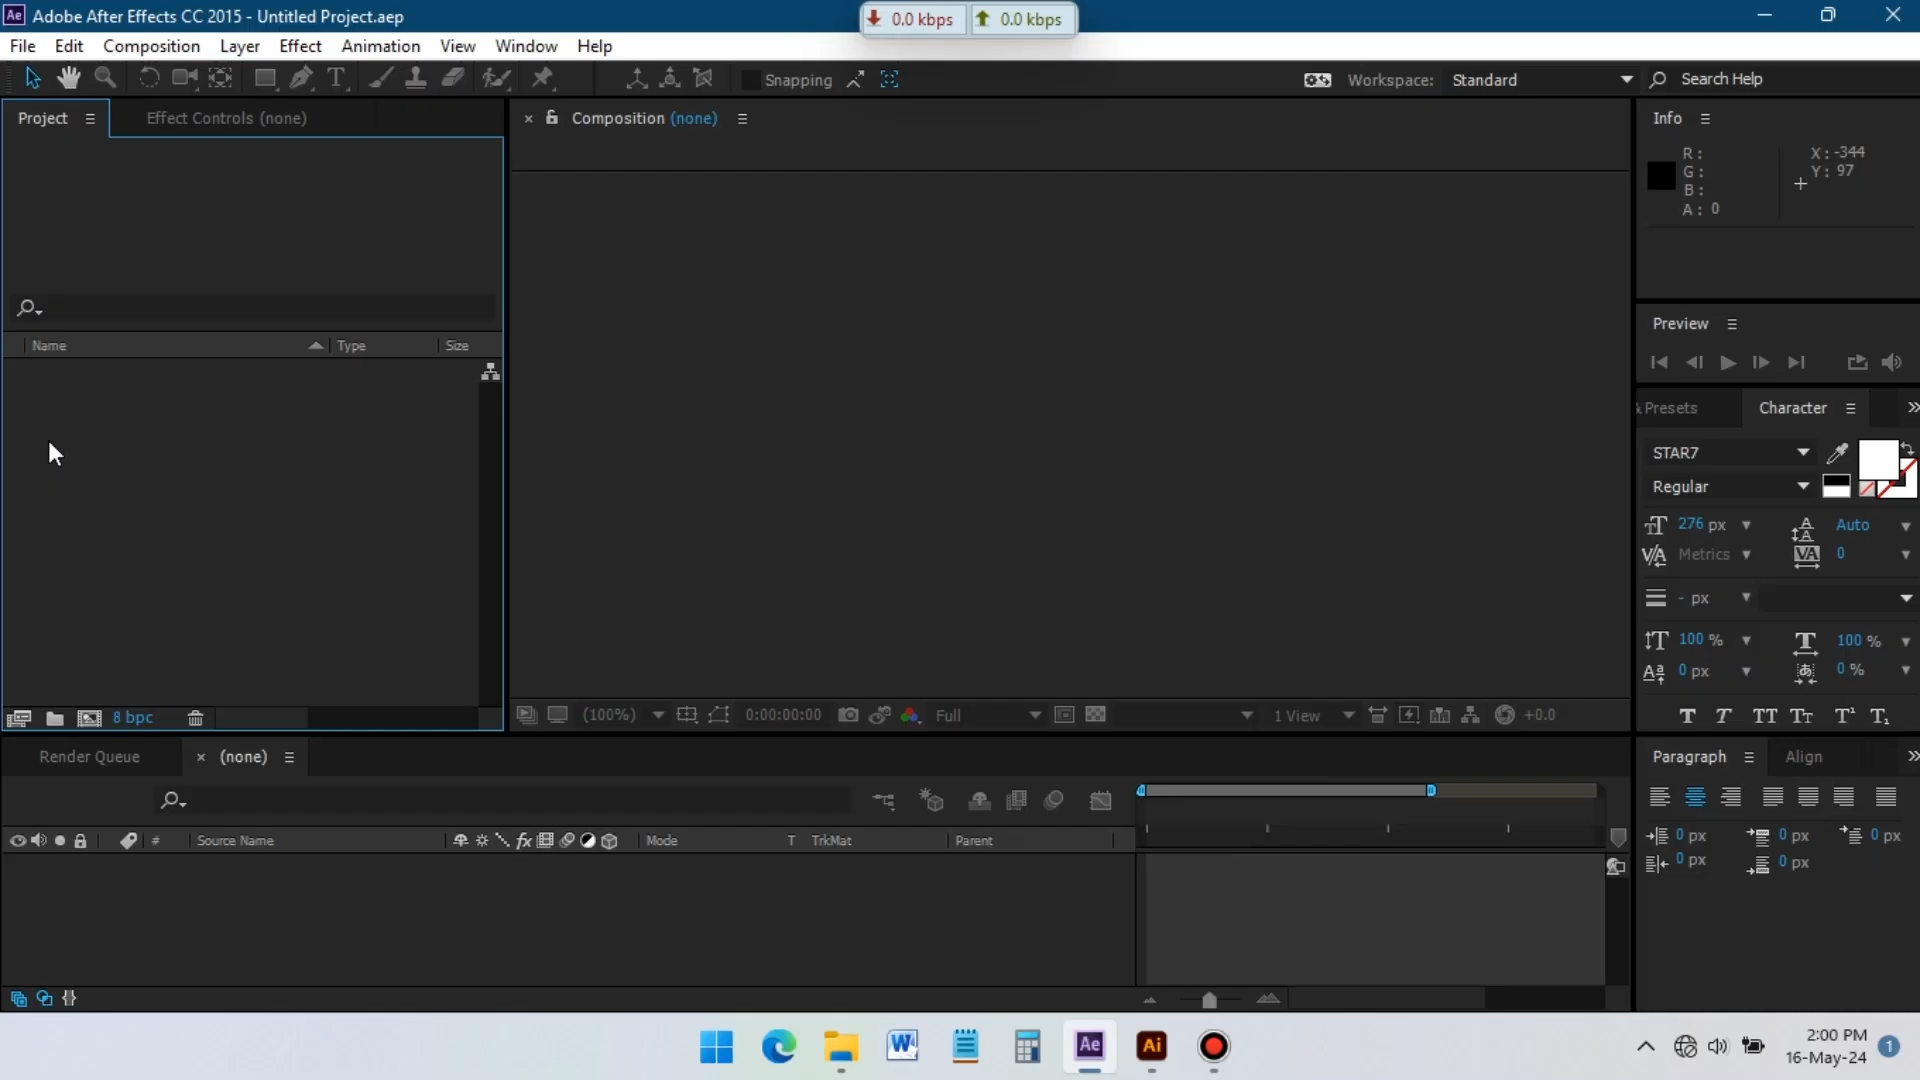 Ae Adobe After Effects CC 2015 - Untitled Project.aep
0.0 kbps 0.0 kbps
File Edit Composition Layer Effect Animation View Window Help
Snapping
Workspace: Standard
Search Help
Project
Effect Controls (none)
Composition (none)
Info
R:
G:
B:
A: 0
X: -344
Y: 97
Preview
& Presets
Character
STAR7
Regular
276 px
Auto
Metrics
0
- px
100 %
100 %
0 px
0 %
Name Type Size
8 bpc
(100%)
0:00:00:00
Full
1 View
+0.0
Render Queue
(none)
Paragraph
Align
0 px 0 px 0 px
0 px 0 px
# Source Name fx Mode T TrkMat Parent
W Ae Ai
2:00 PM
16-May-24
1